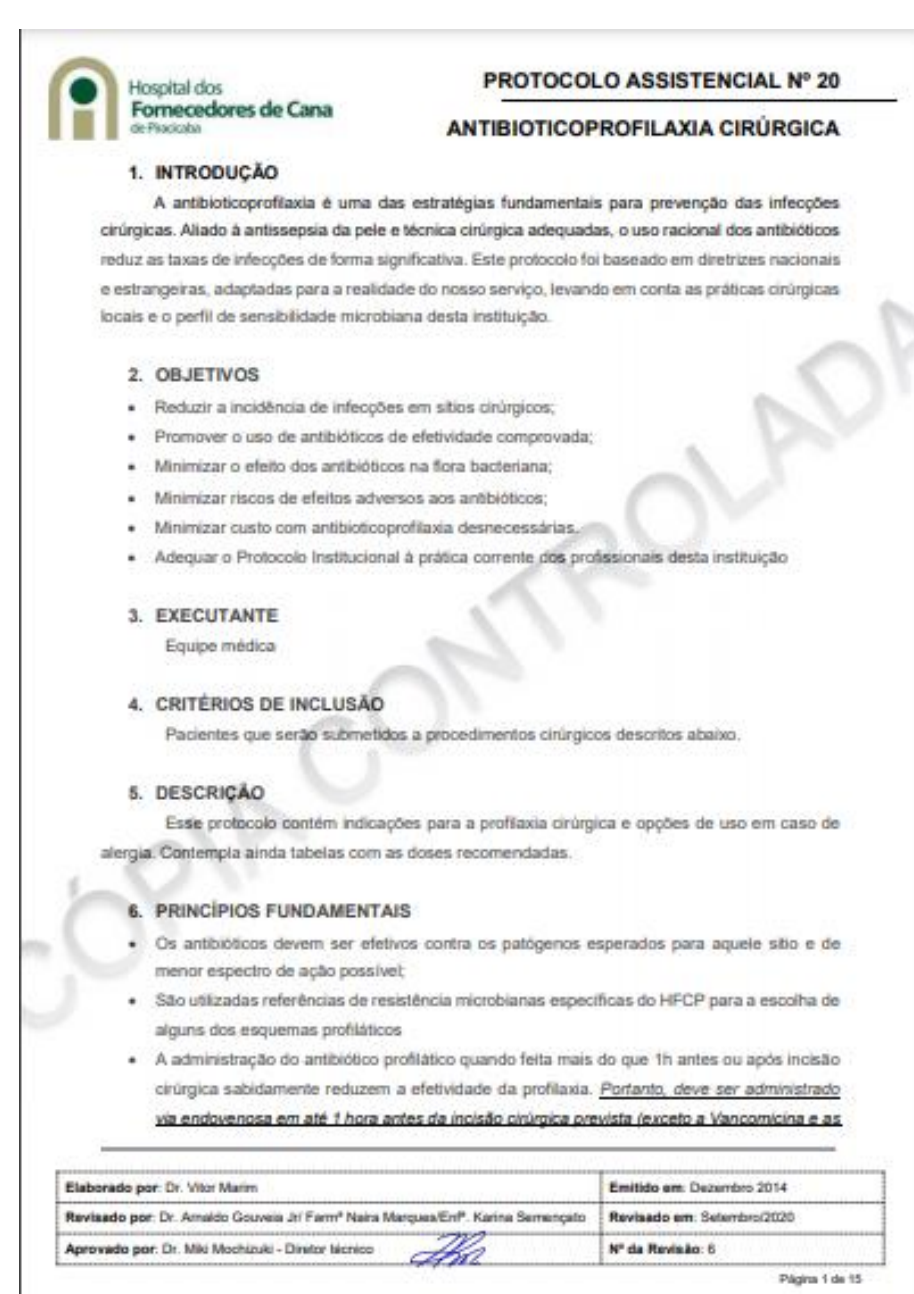 Hospital dos
Fornecedores de Cana
de Piracicaba
PROTOCOLO ASSISTENCIAL Nº 20
ANTIBIOTICOPROFILAXIA CIRÚRGICA
1. INTRODUÇÃO
A antibioticoprofilaxia é uma das estratégias fundamentais para prevenção das infecções
cirúrgicas. Aliado à antissepsia da pele e técnica cirúrgica adequadas, o uso racional dos antibióticos
reduz as taxas de infecções de forma significativa. Este protocolo foi baseado em diretrizes nacionais
e estrangeiras, adaptadas para a realidade do nosso serviço, levando em conta as práticas cirúrgicas
locais e o perfil de sensibilidade microbiana desta instituição.
2. OBJETIVOS
• Reduzir a incidência de infecções em sítios cirúrgicos;
• Promover o uso de antibióticos de efetividade comprovada;
• Minimizar o efeito dos antibióticos na flora bacteriana;
• Minimizar riscos de efeitos adversos aos antibióticos;
• Minimizar custo com antibioticoprofilaxia desnecessárias.
• Adequar o Protocolo Institucional à prática corrente dos profissionais desta instituição
3. EXECUTANTE
Equipe médica
4. CRITÉRIOS DE INCLUSÃO
Pacientes que serão submetidos a procedimentos cirúrgicos descritos abaixo.
5. DESCRIÇÃO
Esse protocolo contém indicações para a profilaxia cirúrgica e opções de uso em caso de
alergia. Contempla ainda tabelas com as doses recomendadas.
6. PRINCÍPIOS FUNDAMENTAIS
• Os antibióticos devem ser efetivos contra os patógenos esperados para aquele sítio e de
menor espectro de ação possível;
• São utilizadas referências de resistência microbianas específicas do HFCP para a escolha de
alguns dos esquemas profiláticos
• A administração do antibiótico profilático quando feita mais do que 1h antes ou após incisão
cirúrgica sabidamente reduzem a efetividade da profilaxia. Portanto, deve ser administrado
via endovenosa em até 1 hora antes da incisão cirúrgica prevista (exceto a Vancomicina e as
CÓPIA CONTROLADA
Elaborado por: Dr. Vitor Marim
Emitido em: Dezembro 2014
Revisado por: Dr. Arnaldo Gouveia Jr/ Farmª Naira Marques/Enfª. Karina Semençato
Revisado em: Setembro/2020
Aprovado por: Dr. Miki Mochizuki - Diretor técnico
Nº da Revisão: 6
Página 1 de 15